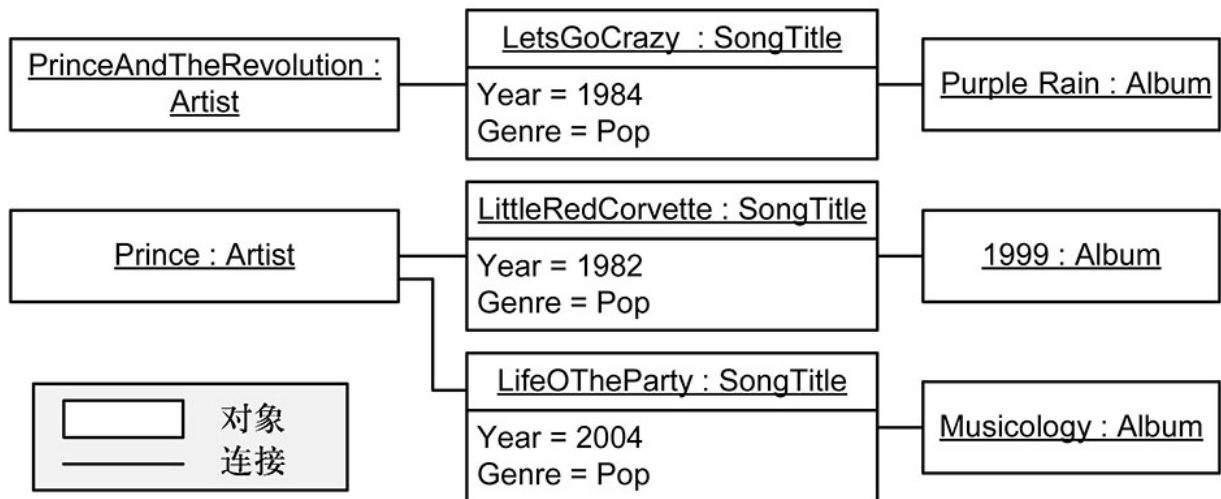 PrinceAndTheRevolution :
Artist
LetsGoCrazy : SongTitle
Year = 1984
Genre = Pop
Purple Rain : Album
Prince : Artist
LittleRedCorvette : SongTitle
Year = 1982
Genre = Pop
1999 : Album
LifeOTheParty : SongTitle
Year = 2004
Genre = Pop
Musicology : Album
对象
连接